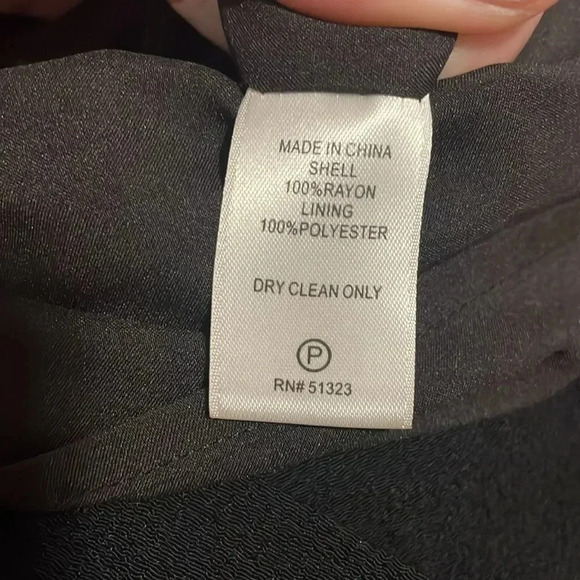 MADE IN CHINA
SHELL
100%RAYON
LINING
100%POLYESTER
DRY CLEAN ONLY
P
RN# 51323